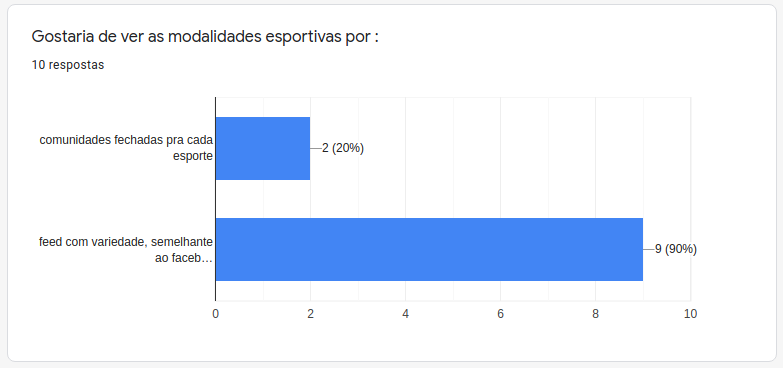 Gostaria de ver as modalidades esportivas por :
10 respostas
comunidades fechadas pra cada
esporte
2 (20%)
feed com variedade, semelhante
ao faceb…
9 (90%)
0 2 4 6 8 10